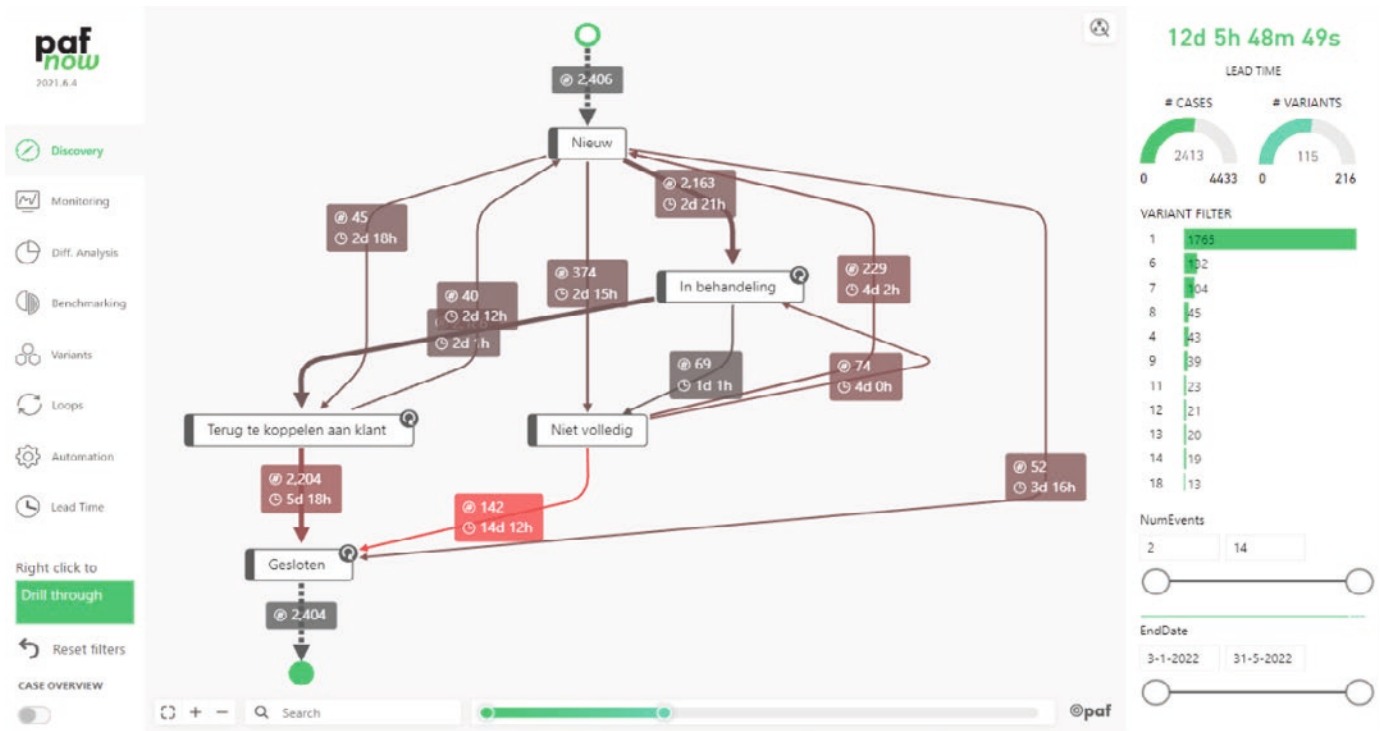 paf
now
2021.6.4
Discovery
Monitoring
Diff. Analysis
Benchmarking
Variants
Loops
Automation
Lead Time
Right click to
Drill through
Reset filters
CASE OVERVIEW
2,406
Nieuw
2,163
2d 21h
45
2d 18h
374
2d 15h
229
4d 2h
40
2d 12h
2d 1h
In behandeling
69
1d 1h
74
4d 0h
Terug te koppelen aan klant
Niet volledig
2,204
5d 18h
142
14d 12h
52
3d 16h
Gesloten
2,404
Search
paf
12d 5h 48m 49s
LEAD TIME
# CASES
# VARIANTS
2413
115
0
4433
0
216
VARIANT FILTER
1 1765
6 132
7 104
8 45
4 43
9 39
11 23
12 21
13 20
14 19
18 13
NumEvents
2 14
EndDate
3-1-2022 31-5-2022